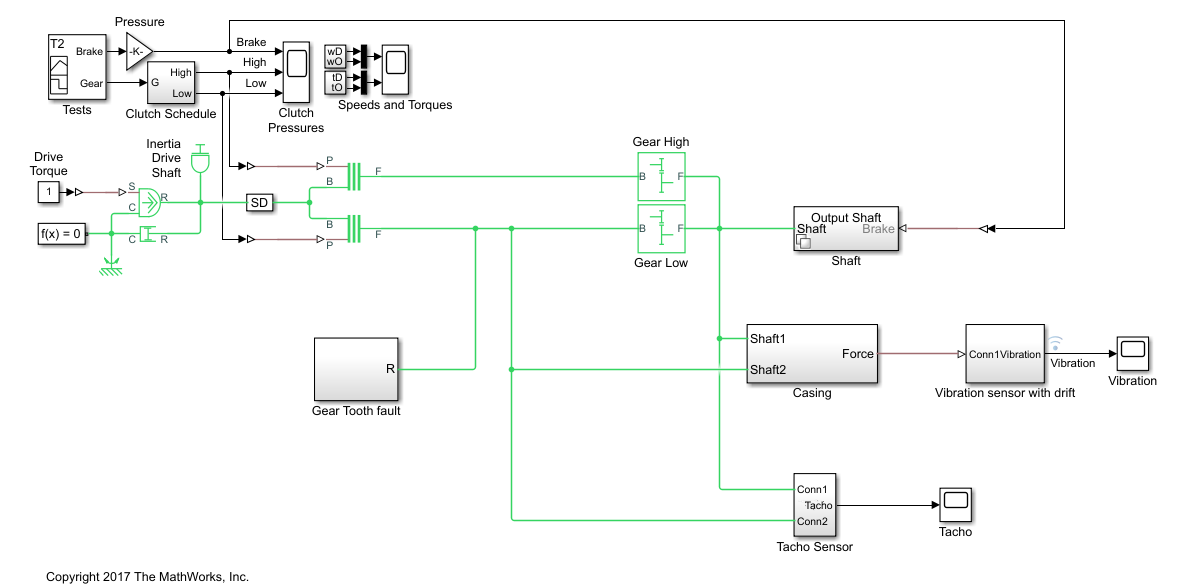 Pressure
T2
Brake
Gear
Tests
-K-
G
High
Low
Clutch Schedule
Brake
High
Low
Clutch
Pressures
wD
wO
tD
tO
Speeds and Torques
Inertia
Drive
Shaft
Drive
Torque
1
S
C
R
f(x) = 0
C
R
SD
P
B
F
B
P
F
Gear High
B
F
B
F
Gear Low
Output Shaft
Shaft
Brake
Shaft
R
Gear Tooth fault
Shaft1
Shaft2
Force
Casing
Conn1
Vibration
Vibration sensor with drift
Vibration
Vibration
Conn1
Tacho
Conn2
Tacho Sensor
Tacho
Copyright 2017 The MathWorks, Inc.